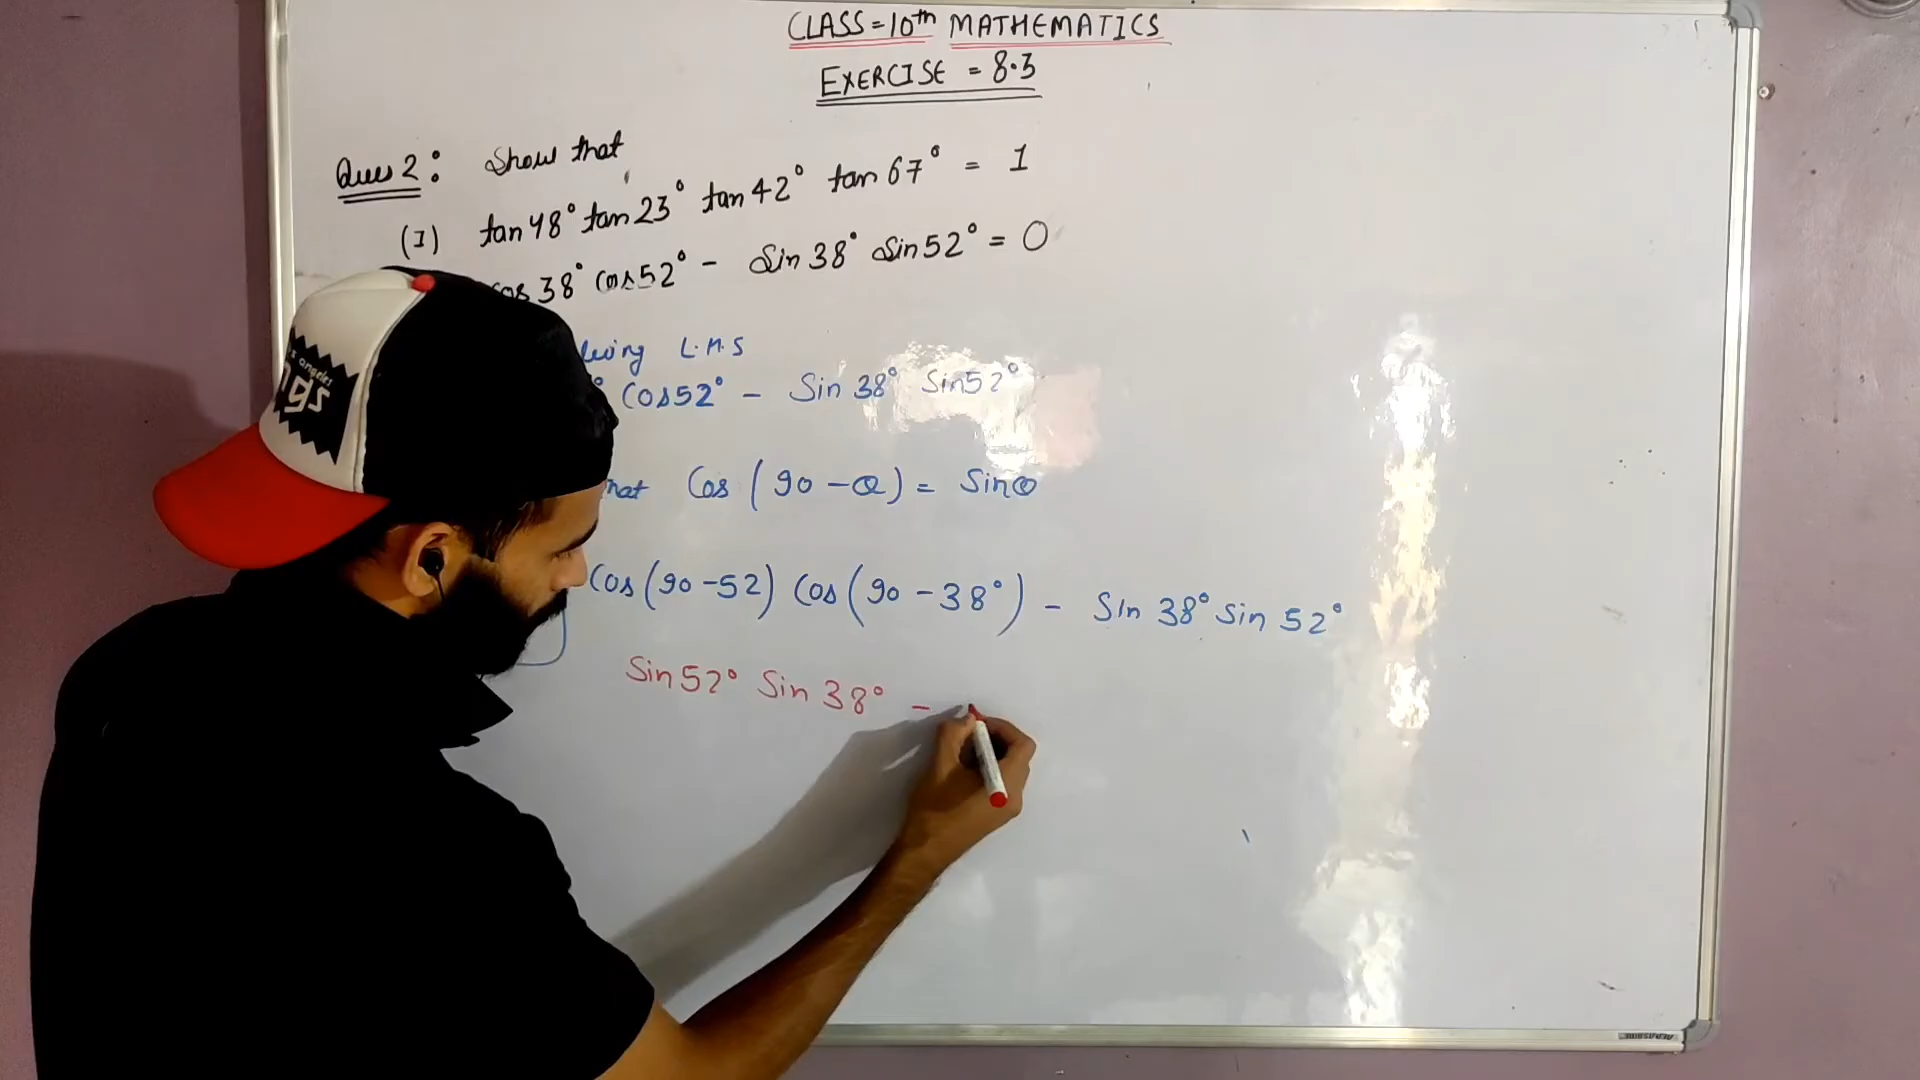 CLASS = 10th MATHEMATICS
EXERCISE = 8.3
Ques 2: Show that
(I) tan 48° tan 23° tan 42° tan 67° = 1
cos 38° cos 52° - Sin 38° Sin 52° = 0
L.H.S
Cos 52° - Sin 38° Sin 52°
Cos (90 - θ) = Sin θ
Cos (90 - 52) Cos (90 - 38°) - Sin 38° Sin 52°
Sin 52° Sin 38° -